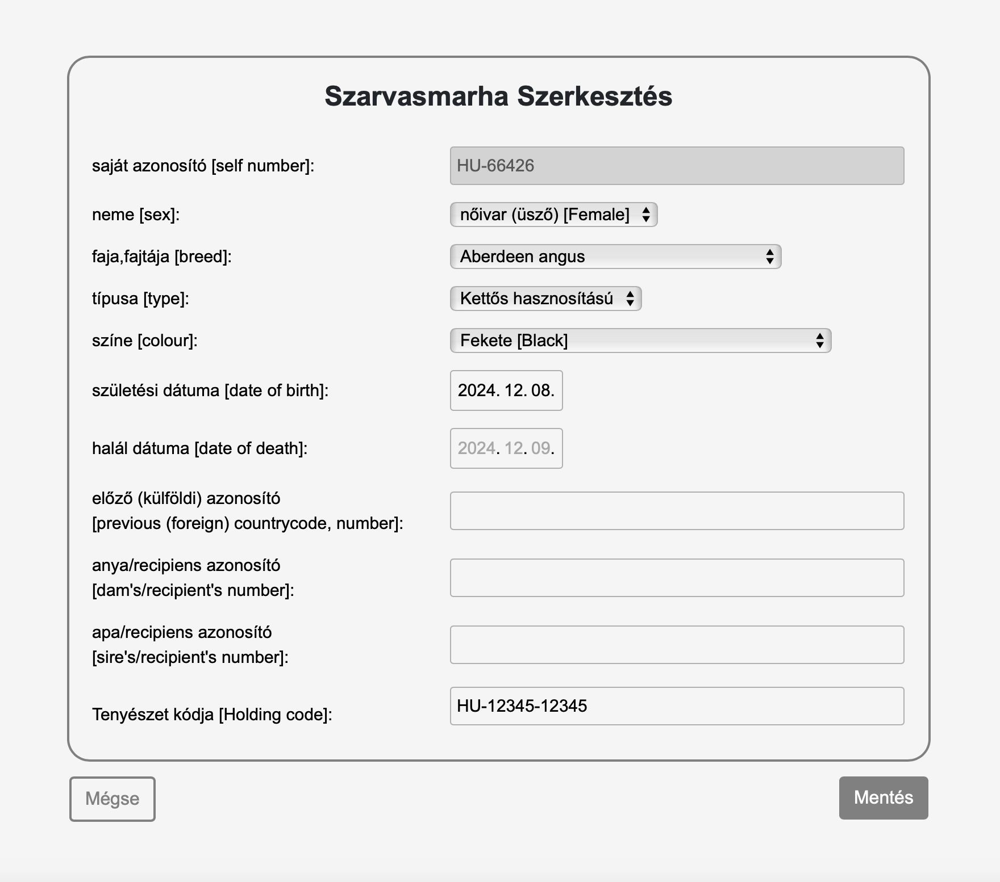 Szarvasmarha Szerkesztés
saját azonosító [self number]: HU-66426
neme [sex]: nőivar (üsző) [Female]
faja,fajtája [breed]: Aberdeen angus
típusa [type]: Kettős hasznosítású
színe [colour]: Fekete [Black]
születési dátuma [date of birth]: 2024. 12. 08.
halál dátuma [date of death]: 2024. 12. 09.
előző (külföldi) azonosító
[previous (foreign) countrycode, number]:
anya/recipiens azonosító
[dam's/recipient's number]:
apa/recipiens azonosító
[sire's/recipient's number]:
Tenyészet kódja [Holding code]: HU-12345-12345
Mégse
Mentés